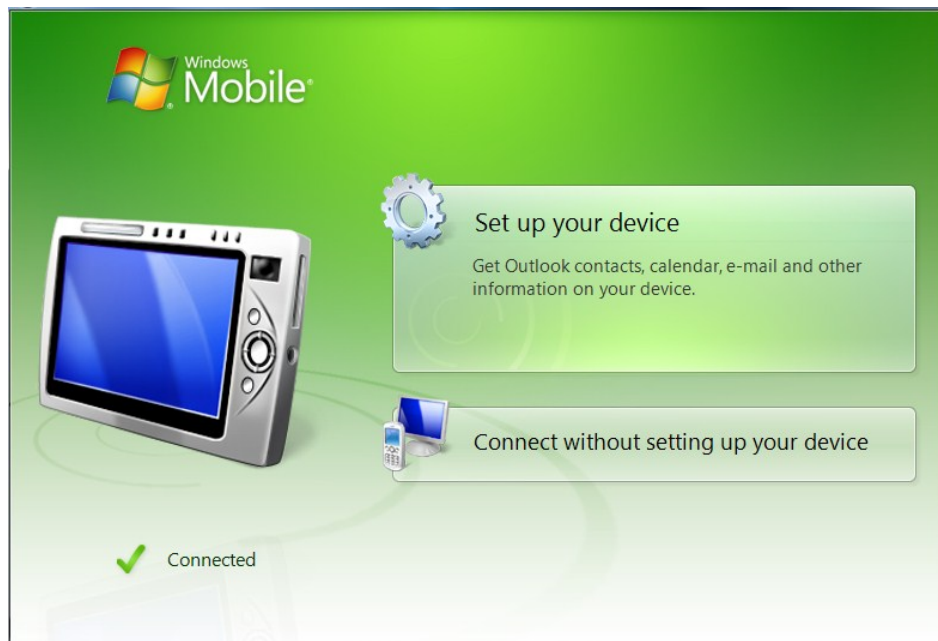 Windows
Mobile®
Set up your device
Get Outlook contacts, calendar, e-mail and other
information on your device.
Connect without setting up your device
Connected